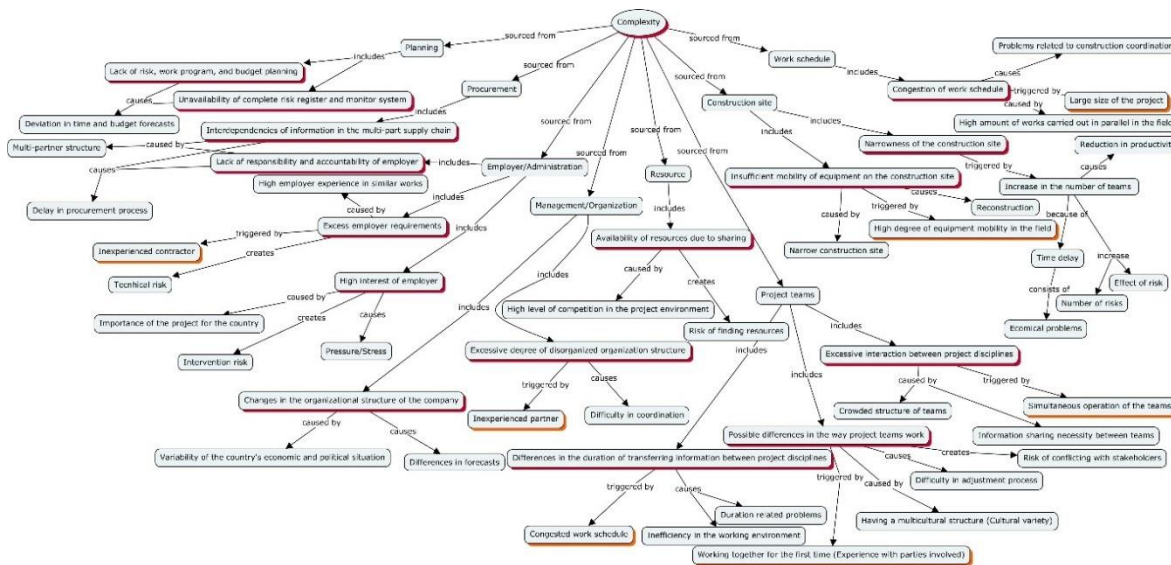 Complexity
sourced from
Planning
includes
Lack of risk, work program, and budget planning
causes
Unavailability of complete risk register and monitor system
Deviation in time and budget forecasts
sourced from
Procurement
includes
Interdependencies of information in the multi-part supply chain
Multi-partner structure
caused by
causes
Delay in procurement process
sourced from
Employer/Administration
includes
Lack of responsibility and accountability of employer
High employer experience in similar works
includes
caused by
Excess employer requirements
triggered by
Inexperienced contractor
creates
Tecnhical risk
includes
High interest of employer
caused by
Importance of the project for the country
creates
Intervention risk
causes
Pressure/Stress
sourced from
Management/Organization
includes
Changes in the organizational structure of the company
caused by
Variability of the country's economic and political situation
causes
Differences in forecasts
includes
Excessive degree of disorganized organization structure
triggered by
Inexperienced partner
causes
Difficulty in coordination
sourced from
Resource
includes
Availability of resources due to sharing
caused by
High level of competition in the project environment
creates
Risk of finding resources
sourced from
Project teams
includes
Differences in the duration of transferring information between project disciplines
triggered by
Congested work schedule
causes
Duration related problems
Inefficiency in the working environment
includes
Possible differences in the way project teams work
triggered by
Working together for the first time (Experience with parties involved)
caused by
Having a multicultural structure (Cultural variety)
causes
Difficulty in adjustment process
creates
Risk of conflicting with stakeholders
includes
Excessive interaction between project disciplines
caused by
Crowded structure of teams
Information sharing necessity between teams
triggered by
Simultaneous operation of the teams
sourced from
Construction site
includes
Insufficient mobility of equipment on the construction site
caused by
Narrow construction site
triggered by
High degree of equipment mobility in the field
causes
Reconstruction
includes
Narrowness of the construction site
triggered by
Increase in the number of teams
causes
Reduction in productivit
because of
Time delay
consists of
Ecomical problems
increase
Number of risks
Effect of risk
sourced from
Work schedule
includes
Congestion of work schedule
causes
Problems related to construction coordination
triggered by
Large size of the project
caused by
High amount of works carried out in parallel in the field